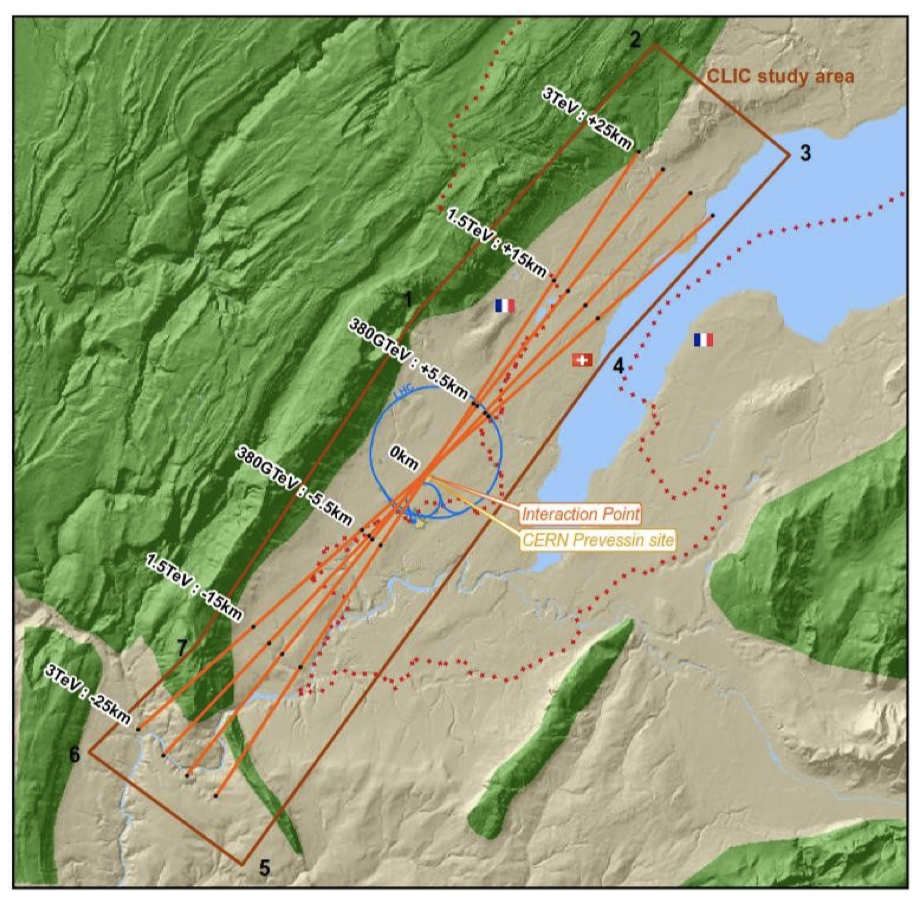 2
CLIC study area
3TeV : +25km
3
1.5TeV : +15km
1
380GTeV : +5.5km
4
LHC
0km
380GTeV : -5.5km
Interaction Point
CERN Prevessin site
1.5TeV : -15km
7
3TeV : -25km
6
5